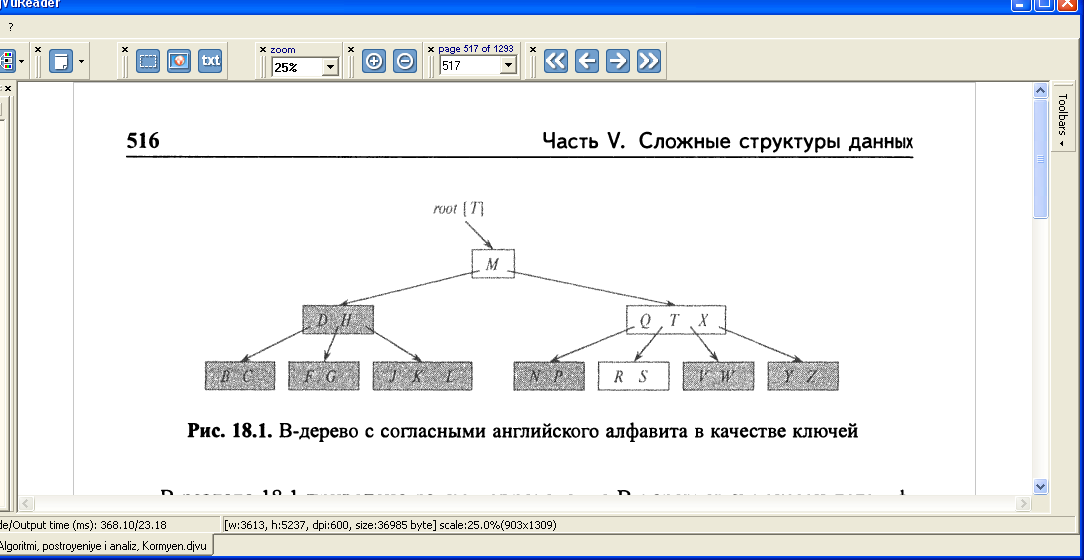 jVuReader
?
txt
zoom
25%
page 517 of 1293
517
Toolbars
516 Часть V. Сложные структуры данных
root [T]
M
D H
Q T X
B C
F G
J K L
N P
R S
V W
Y Z
Рис. 18.1. В-дерево с согласными английского алфавита в качестве ключей
de/Output time (ms): 368.10/23.18
[w:3613, h:5237, dpi:600, size:36985 byte] scale:25.0%(903x1309)
Algoritmi, postroyeniye i analiz, Kormyen.djvu